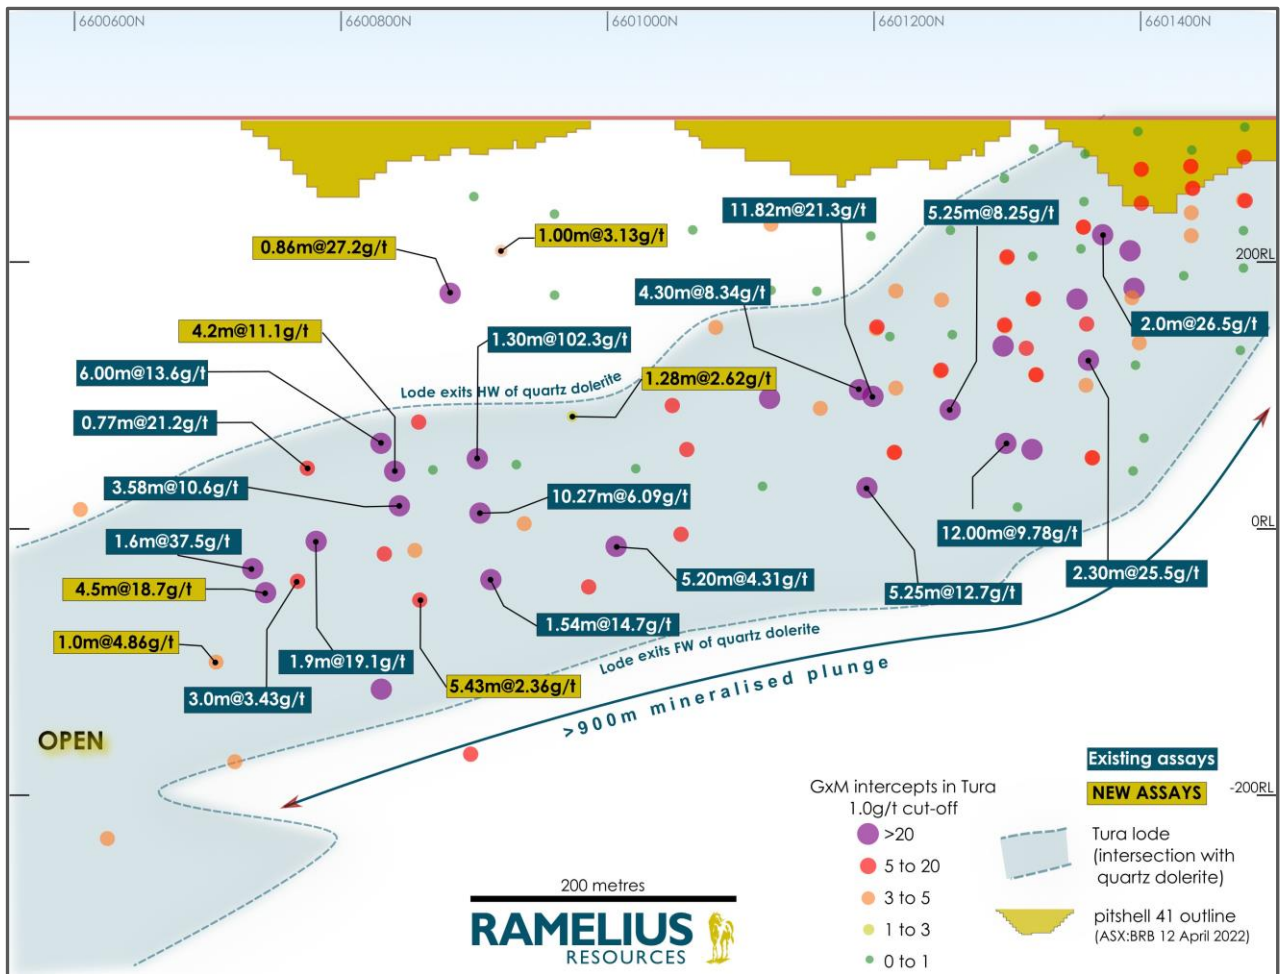 6600600N
6600800N
6601000N
6601200N
6601400N
11.82m@21.3g/t
5.25m@8.25g/t
1.00m@3.13g/t
0.86m@27.2g/t
200RL
4.30m@8.34g/t
4.2m@11.1g/t
1.30m@102.3g/t
2.0m@26.5g/t
6.00m@13.6g/t
1.28m@2.62g/t
Lode exits HW of quartz dolerite
0.77m@21.2g/t
3.58m@10.6g/t
10.27m@6.09g/t
0RL
1.6m@37.5g/t
12.00m@9.78g/t
4.5m@18.7g/t
5.20m@4.31g/t
2.30m@25.5g/t
5.25m@12.7g/t
1.54m@14.7g/t
1.0m@4.86g/t
Lode exits FW of quartz dolerite
1.9m@19.1g/t
5.43m@2.36g/t
3.0m@3.43g/t
>900m mineralised plunge
OPEN
Existing assays
NEW ASSAYS
-200RL
GxM intercepts in Tura
1.0g/t cut-off
>20
5 to 20
3 to 5
1 to 3
0 to 1
Tura lode
(intersection with
quartz dolerite)
pitshell 41 outline
(ASX:BRB 12 April 2022)
200 metres
RAMELIUS
RESOURCES